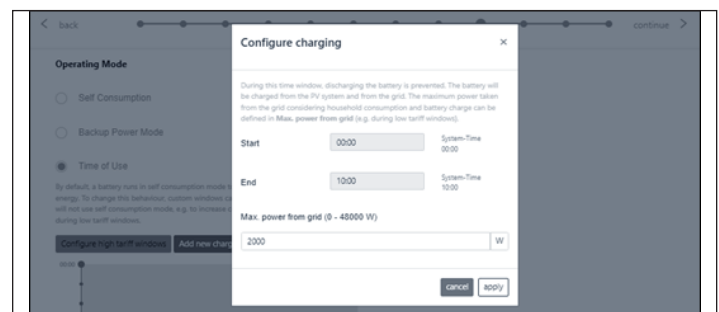 back
continue
Operating Mode
Self Consumption
Backup Power Mode
Time of Use
By default, a battery runs in self consumption mode t
energy. To change this behaviour, custom windows c
will not use self consumption mode, e.g. to increase c
during low tariff windows.
Configure high tariff windows Add new charg
00:00
Configure charging ×
During this time window, discharging the battery is prevented. The battery will
be charged from the PV system and from the grid. The maximum power taken
from the grid considering household consumption and battery charge can be
defined in Max. power from grid (e.g. during low tariff windows).
Start 00:00 System-Time
00:00
End 10:00 System-Time
10:00
Max. power from grid (0 - 48000 W)
2000 W
cancel apply